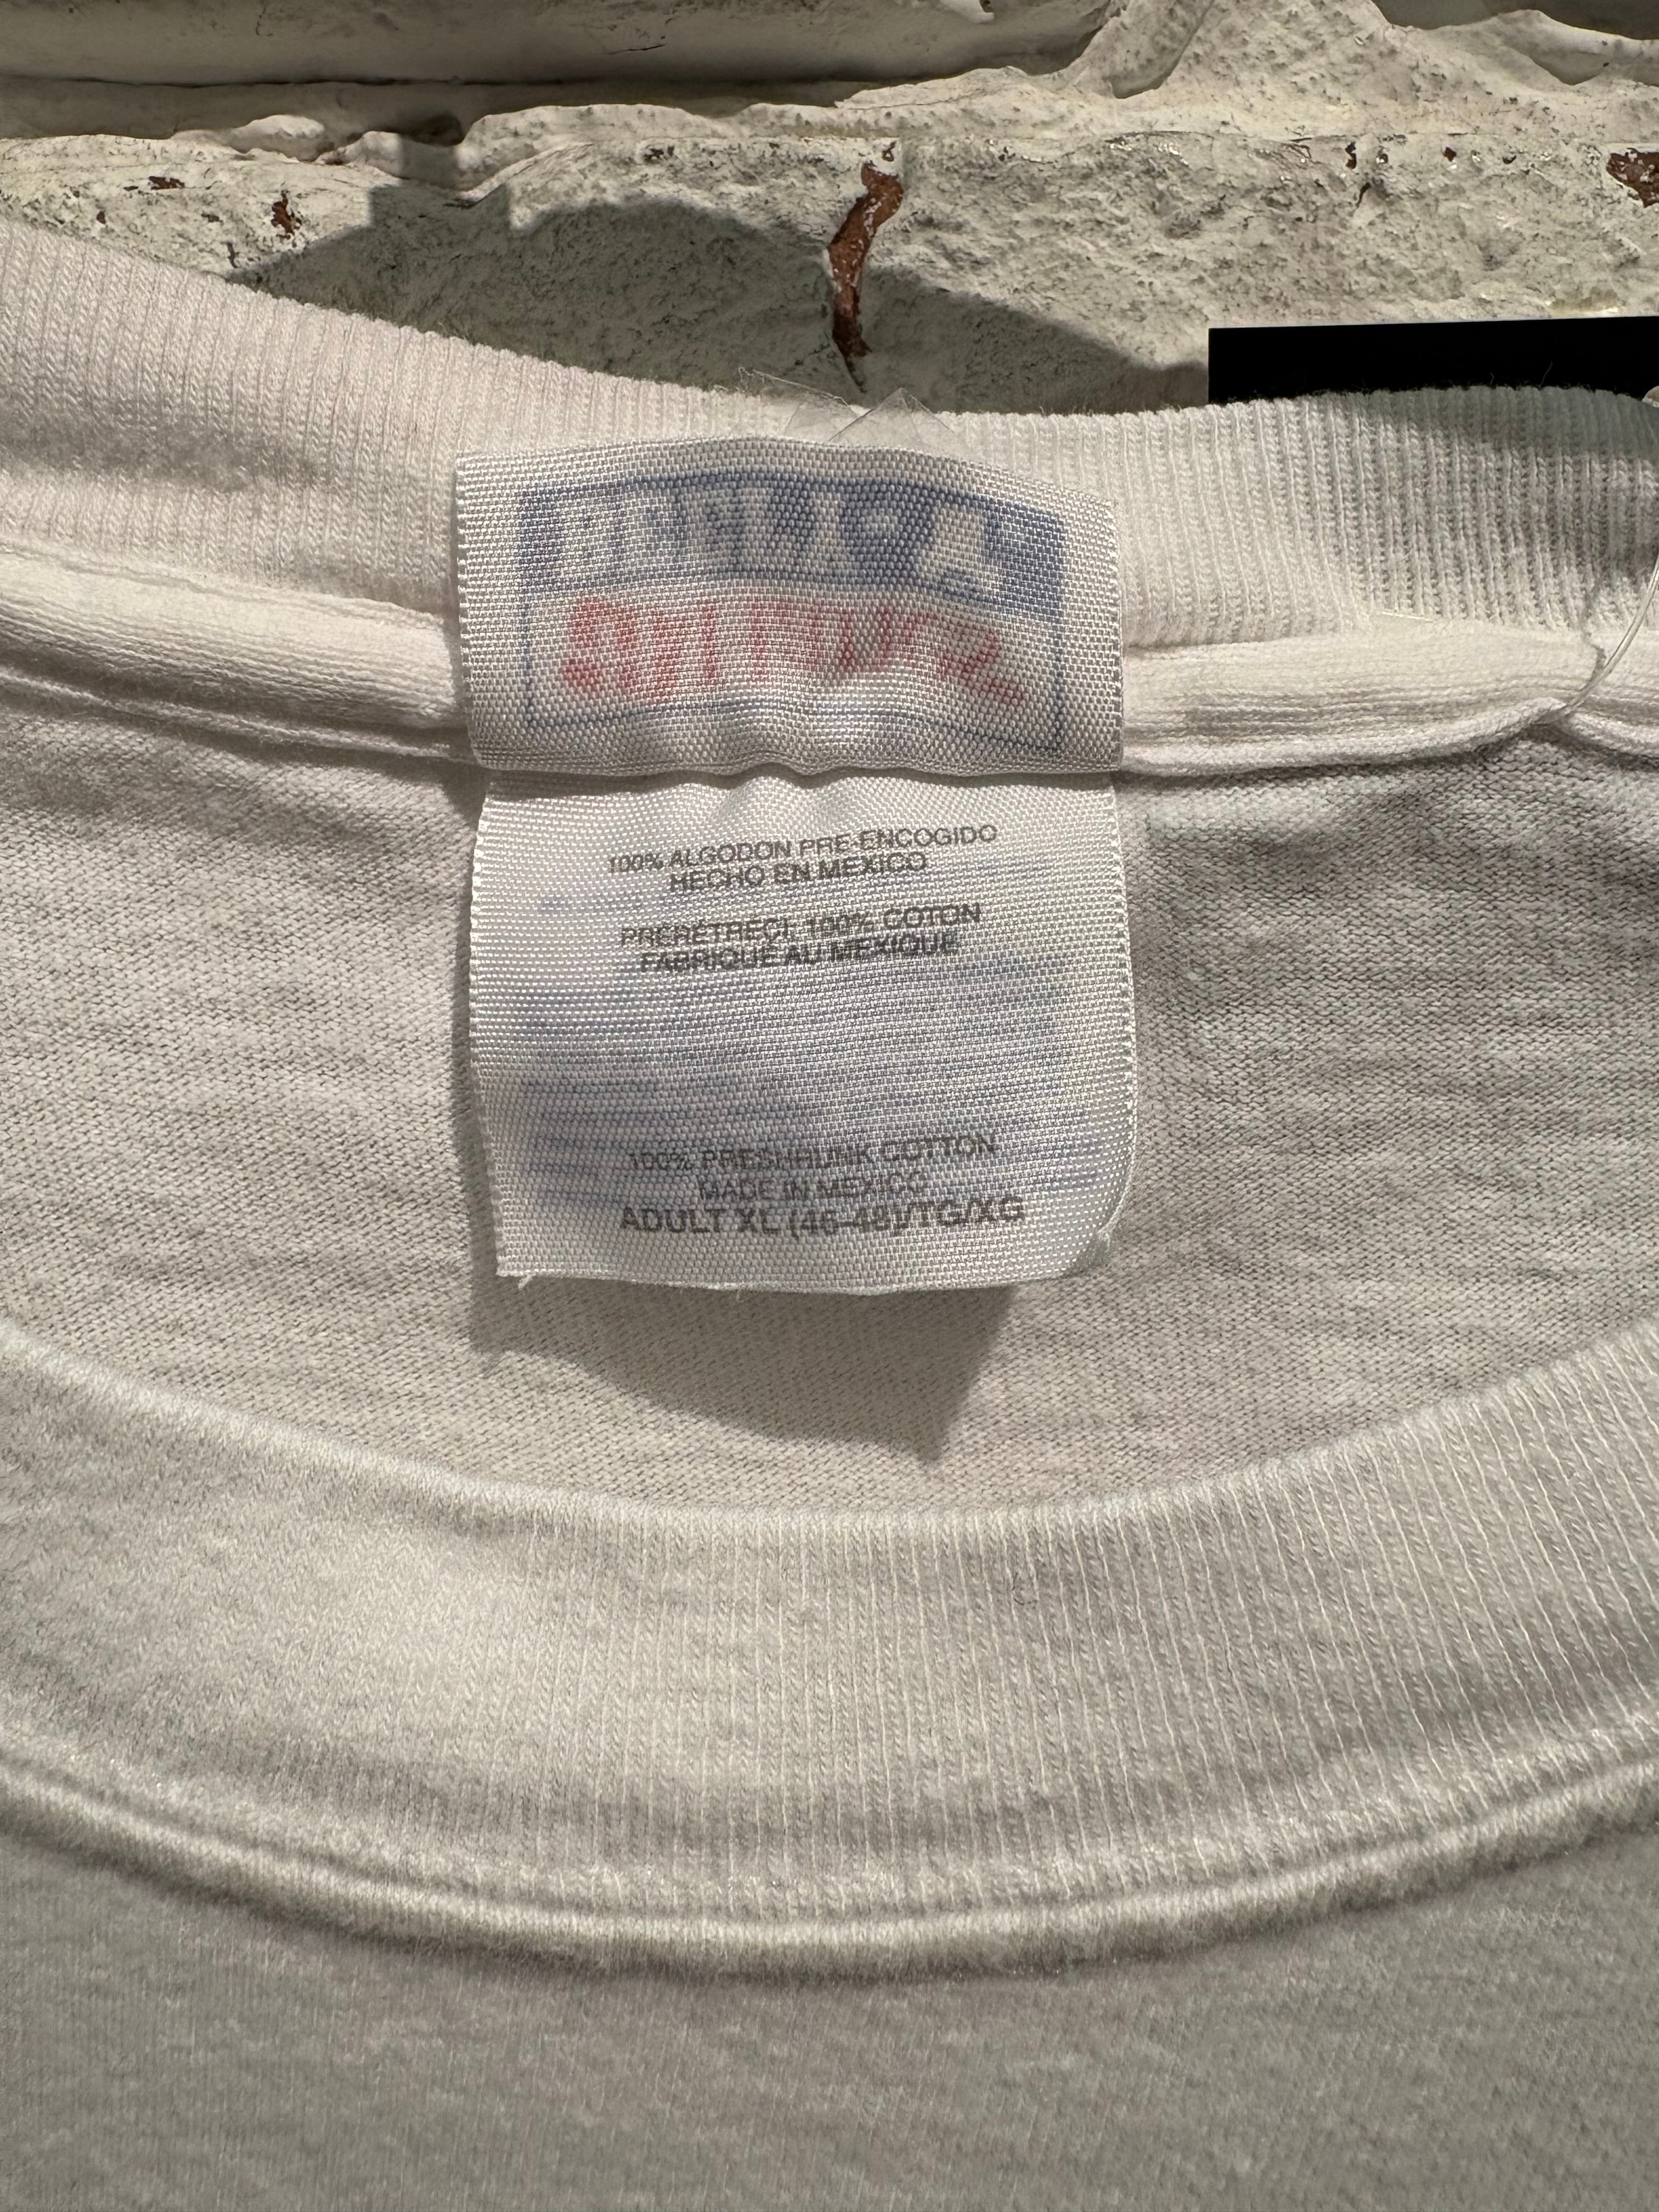 100% ALGODON PRE-ENCOGIDO
HECHO EN MEXICO
PRERÉTRÉCI, 100% COTON
FABRIQUÉ AU MEXIQUE
100% PRESHRUNK COTTON
MADE IN MEXICO
ADULT XL (46-48)/TG/XG